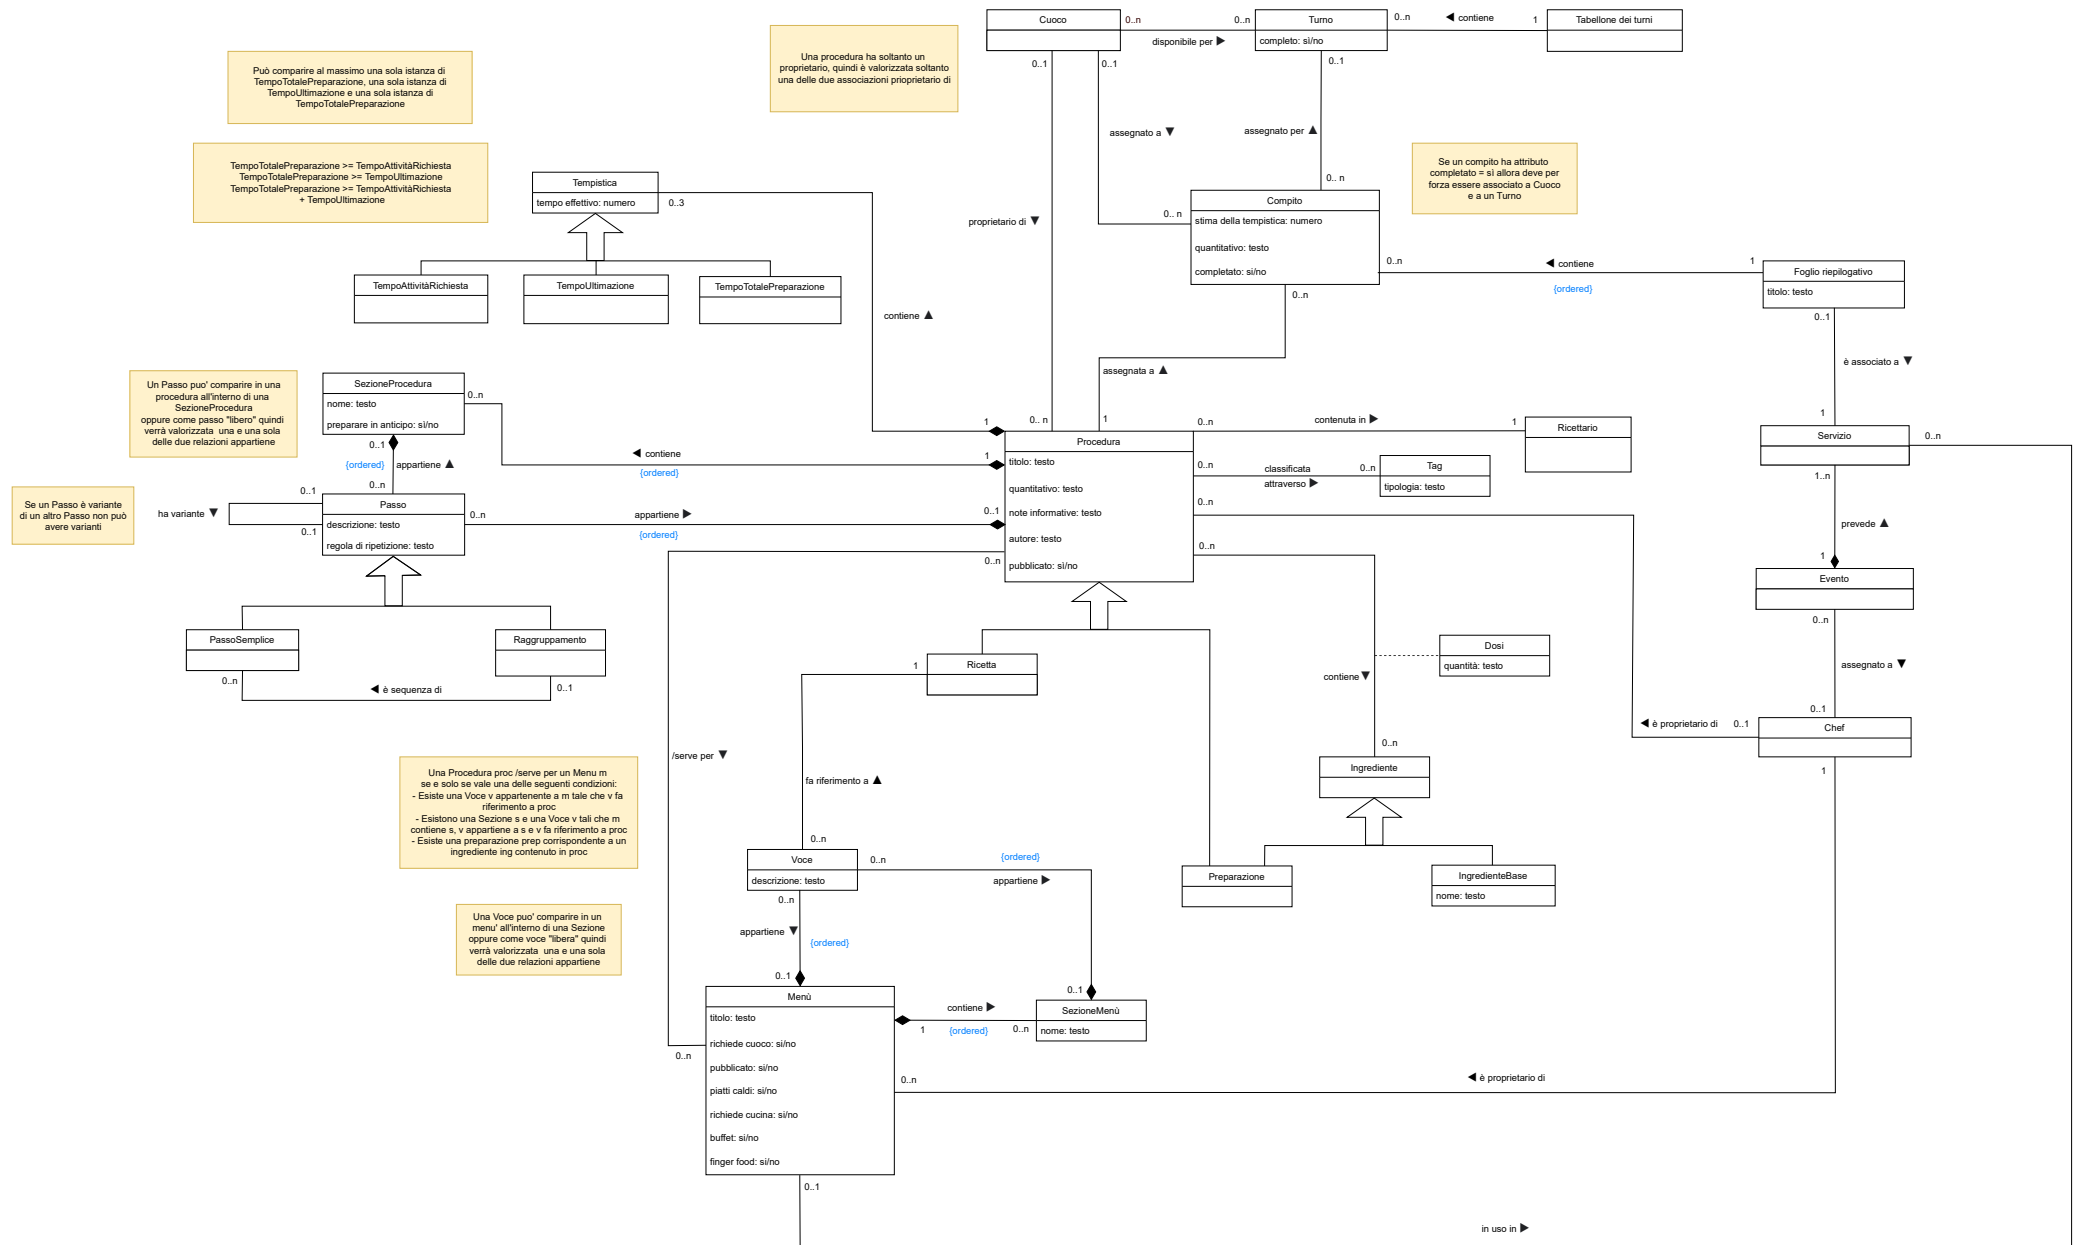 Cuoco
0..n
0..n
disponibile per ▶
Turno
completo: sì/no
0..n
◀ contiene
1
Tabellone dei turni
Può comparire al massimo una sola istanza di
TempoTotalePreparazione, una sola istanza di
TempoUltimazione e una sola istanza di
TempoTotalePreparazione
Una procedura ha soltanto un
proprietario, quindi è valorizzata soltanto
una delle due associazioni prioprietario di
0..1
0..1
0..1
assegnato a ▼
assegnato per ▲
TempoTotalePreparazione >= TempoAttivitàRichiesta
TempoTotalePreparazione >= TempoUltimazione
TempoTotalePreparazione >= TempoAttivitàRichiesta
+ TempoUltimazione
Se un compito ha attributo
completato = sì allora deve per
forza essere associato a Cuoco
e a un Turno
Tempistica
tempo effettivo: numero
0..3
0.. n
0.. n
Compito
stima della tempistica: numero
quantitativo: testo
completato: si/no
proprietario di ▼
0..n
◀ contiene
{ordered}
1
Foglio riepilogativo
titolo: testo
TempoAttivitàRichiesta
TempoUltimazione
TempoTotalePreparazione
contiene ▲
0..n
0..1
è associato a ▼
assegnata a ▲
Un Passo puo' comparire in una
procedura all'interno di una
SezioneProcedura
oppure come passo "libero" quindi
verrà valorizzata  una e una sola
delle due relazioni appartiene
SezioneProcedura
nome: testo
preparare in anticipo: sì/no
0..n
0..1
{ordered}
appartiene ▲
0..n
◀ contiene
{ordered}
1
1
0.. n
1
0..n
contenuta in ▶
1
Ricettario
1
Servizio
0..n
Procedura
titolo: testo
quantitativo: testo
note informative: testo
autore: testo
pubblicato: sì/no
0..n
classificata
attraverso ▶
0..n
Tag
tipologia: testo
0..n
0..n
1..n
prevede ▲
1
Evento
0..n
Se un Passo è variante
di un altro Passo non può
avere varianti
ha variante ▼
0..1
0..1
Passo
descrizione: testo
regola di ripetizione: testo
0..n
appartiene ▶
{ordered}
0..1
0..n
PassoSemplice
Raggruppamento
0..n
◀ è sequenza di
0..1
1
Ricetta
Dosi
quantità: testo
contiene ▼
assegnato a ▼
0..1
Chef
◀ è proprietario di
0..1
1
0..n
Ingrediente
/serve per ▼
fa riferimento a ▲
Una Procedura proc /serve per un Menu m
se e solo se vale una delle seguenti condizioni:
- Esiste una Voce v appartenente a m tale che v fa
riferimento a proc
- Esistono una Sezione s e una Voce v tali che m
contiene s, v appartiene a s e v fa riferimento a proc
- Esiste una preparazione prep corrispondente a un
ingrediente ing contenuto in proc
0..n
Voce
descrizione: testo
0..n
{ordered}
appartiene ▶
Preparazione
IngredienteBase
nome: testo
Una Voce puo' comparire in un
menu' all'interno di una Sezione
oppure come voce "libera" quindi
verrà valorizzata  una e una sola
delle due relazioni appartiene
0..n
appartiene ▼
{ordered}
0..1
0..1
Menù
titolo: testo
richiede cuoco: si/no
pubblicato: si/no
piatti caldi: si/no
richiede cucina: si/no
buffet: si/no
finger food: si/no
contiene ▶
1
{ordered}
0..n
SezioneMenù
nome: testo
0..n
0..n
◀ è proprietario di
0..1
in uso in ▶